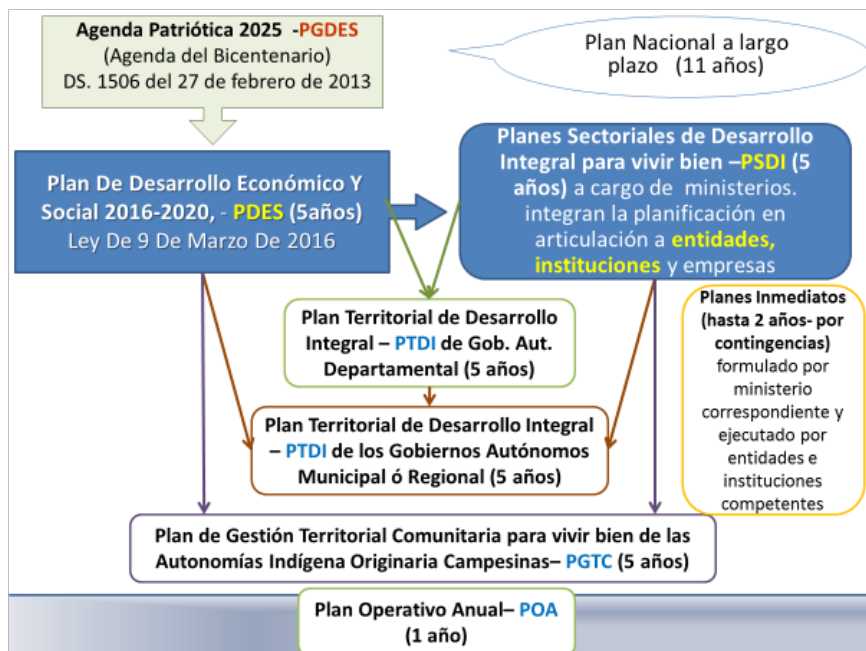 Agenda Patriótica 2025 -PGDES
(Agenda del Bicentenario)
DS. 1506 del 27 de febrero de 2013
Plan Nacional a largo
plazo (11 años)
Plan De Desarrollo Económico Y
Social 2016-2020, - PDES (5años)
Ley De 9 De Marzo De 2016
Planes Sectoriales de Desarrollo
Integral para vivir bien –PSDI (5
años) a cargo de ministerios.
integran la planificación en
articulación a entidades,
instituciones y empresas
Plan Territorial de Desarrollo
Integral – PTDI de Gob. Aut.
Departamental (5 años)
Planes Inmediatos
(hasta 2 años- por
contingencias)
formulado por
ministerio
correspondiente y
ejecutado por
entidades e
instituciones
competentes
Plan Territorial de Desarrollo Integral
– PTDI de los Gobiernos Autónomos
Municipal ó Regional (5 años)
Plan de Gestión Territorial Comunitaria para vivir bien de las
Autonomías Indígena Originaria Campesinas– PGTC (5 años)
Plan Operativo Anual– POA
(1 año)